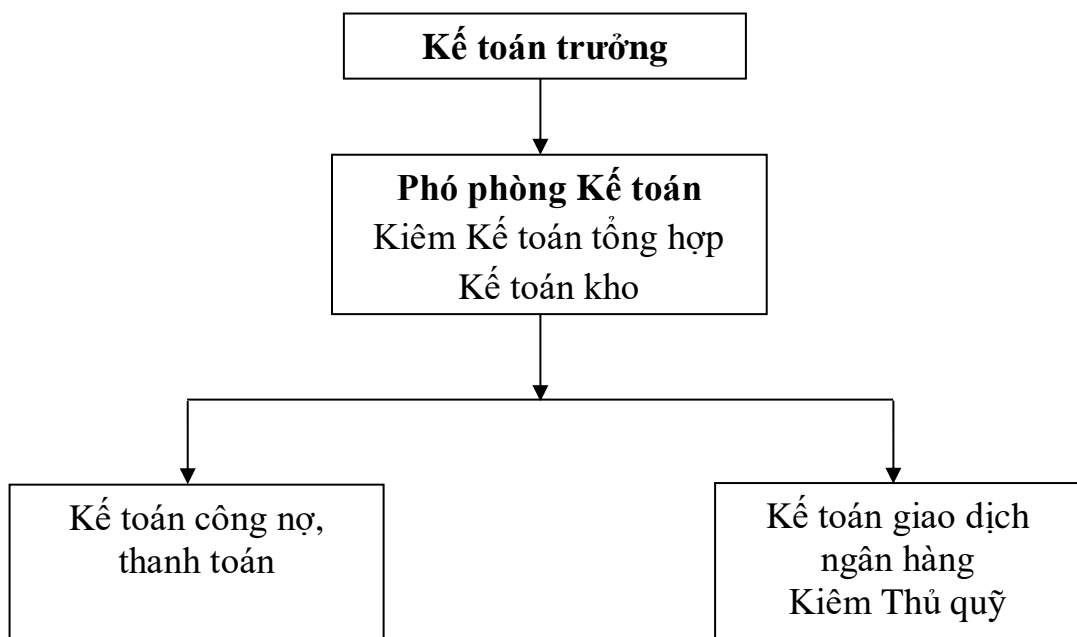 Kế toán trưởng
Phó phòng Kế toán
Kiêm Kế toán tổng hợp
Kế toán kho
Kế toán công nợ,
thanh toán
Kế toán giao dịch
ngân hàng
Kiêm Thủ quỹ